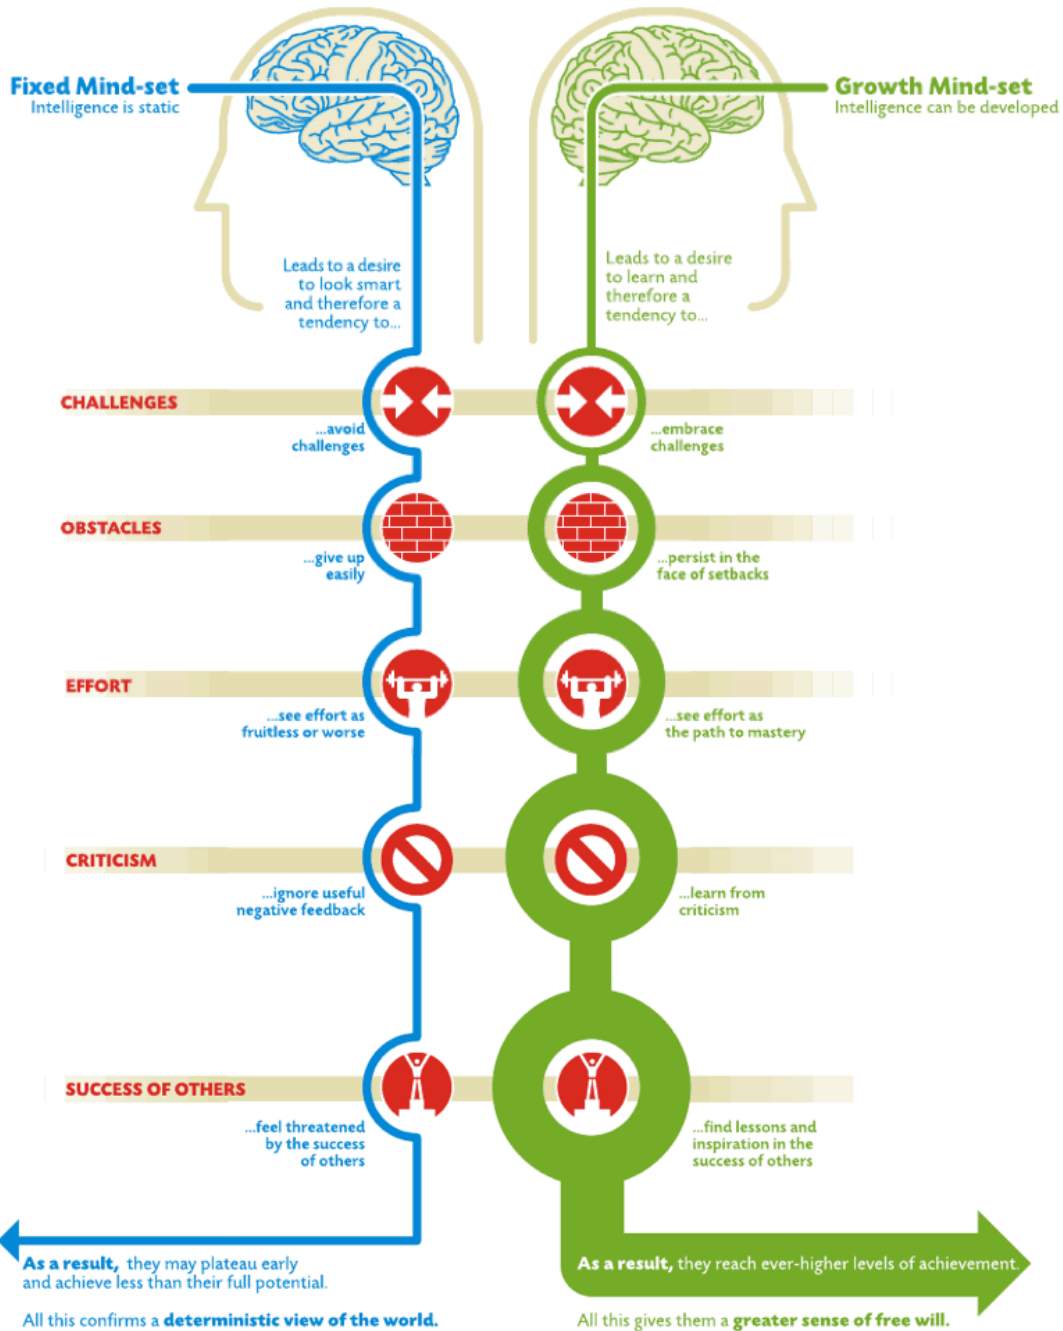 Fixed Mind-set
Intelligence is static
Growth Mind-set
Intelligence can be developed
Leads to a desire
to look smart
and therefore a
tendency to...
Leads to a desire
to learn and
therefore a
tendency to...
CHALLENGES
...avoid
challenges
...embrace
challenges
OBSTACLES
...give up
easily
...persist in the
face of setbacks
EFFORT
...see effort as
fruitless or worse
...see effort as
the path to mastery
CRITICISM
...ignore useful
negative feedback
...learn from
criticism
SUCCESS OF OTHERS
...feel threatened
by the success
of others
...find lessons and
inspiration in the
success of others
As a result, they may plateau early
and achieve less than their full potential.
All this confirms a deterministic view of the world.
As a result, they reach ever-higher levels of achievement.
All this gives them a greater sense of free will.